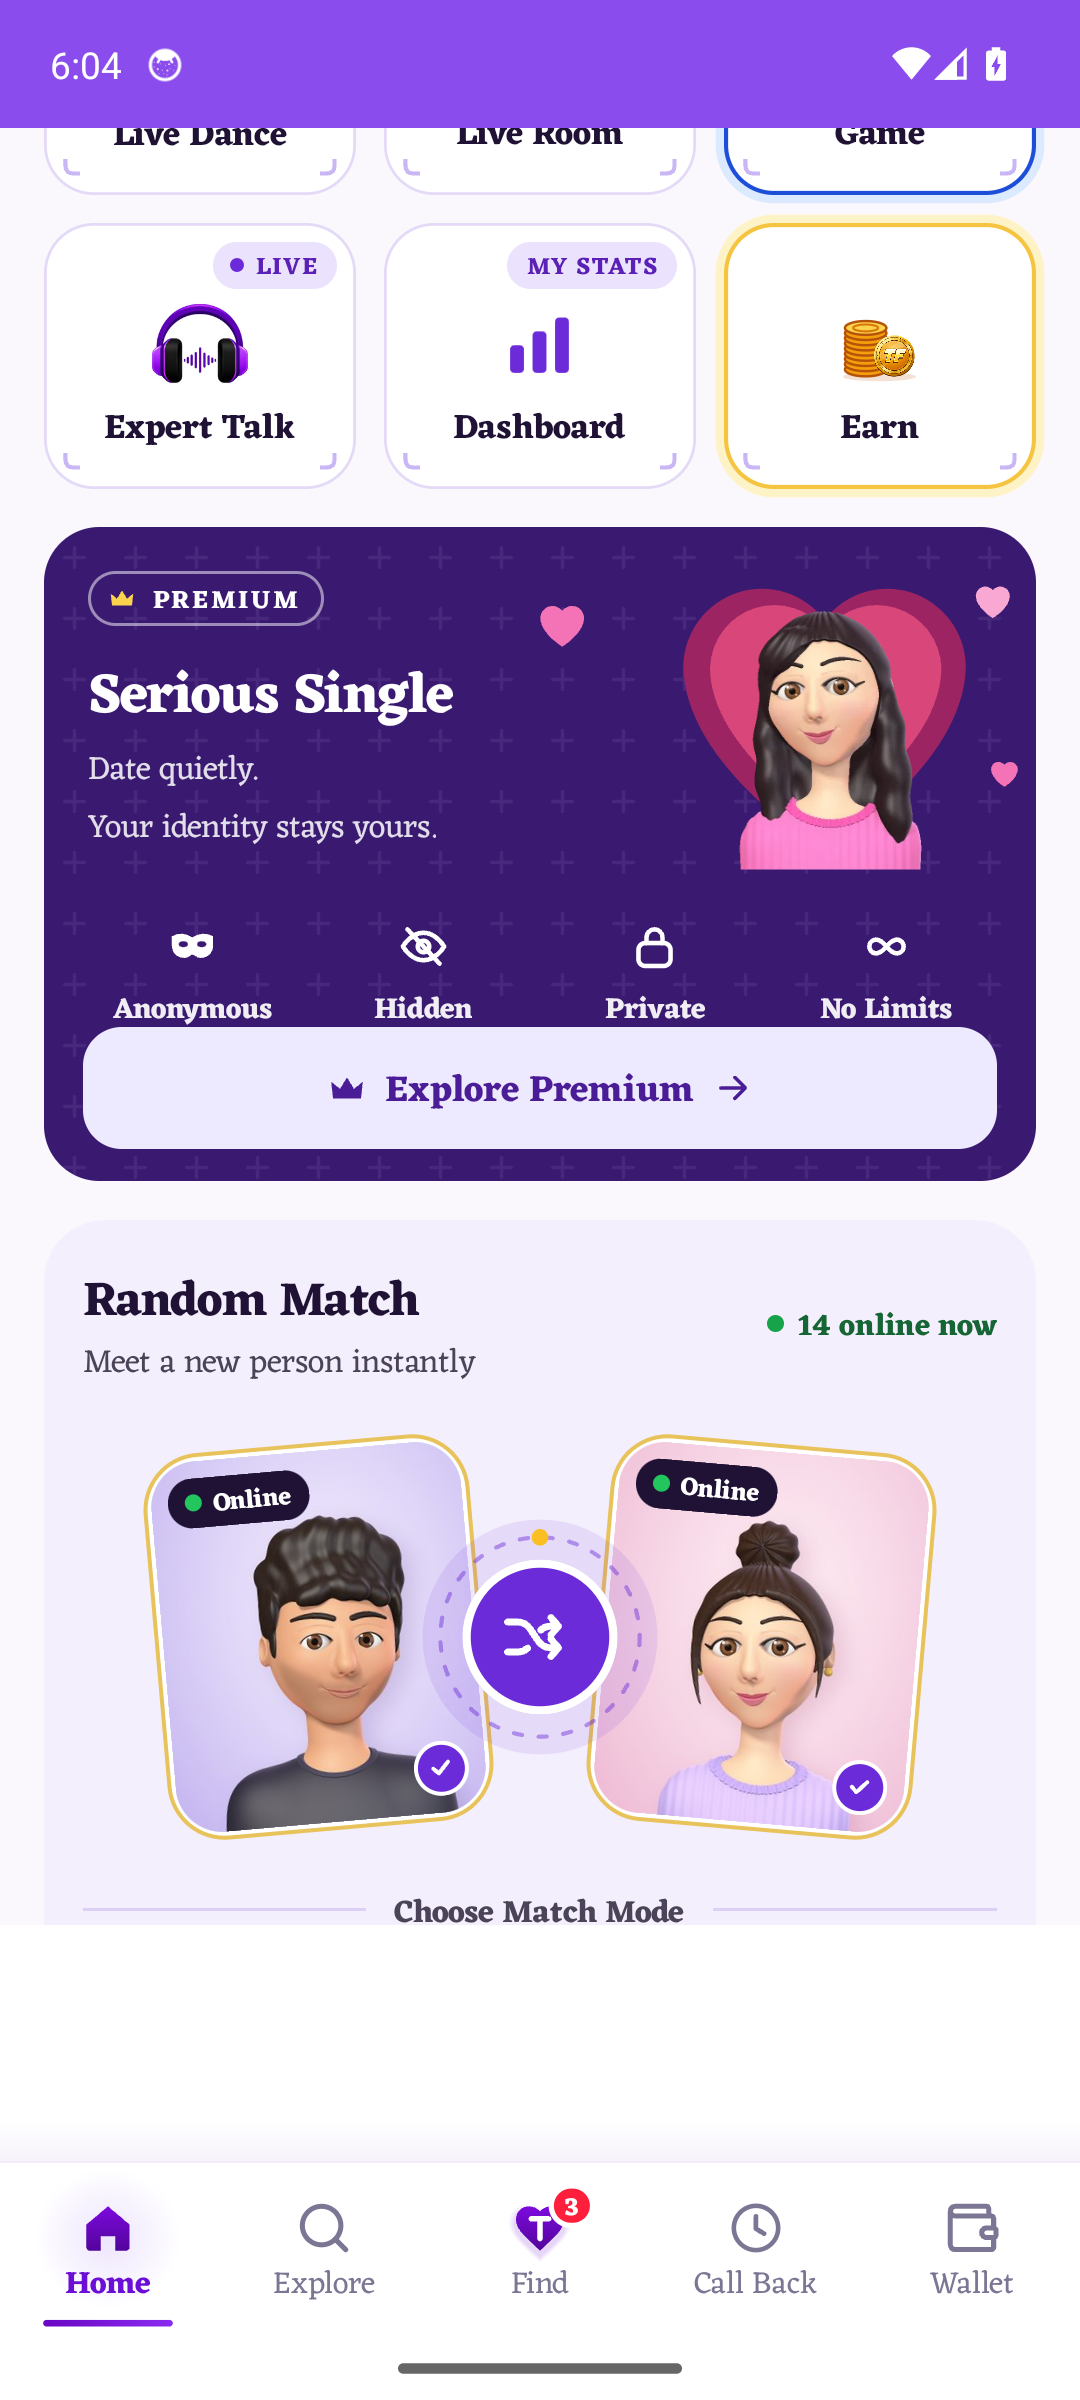 6:04
Live Dance
Live Room
Game
LIVE
MY STATS
Expert Talk
Dashboard
TF
Earn
PREMIUM
Serious Single
Date quietly.
Your identity stays yours.
Anonymous
Hidden
Private
No Limits
Explore Premium
Random Match
14 online now
Meet a new person instantly
Online
Online
Choose Match Mode
T
3
Home
Explore
Find
Call Back
Wallet